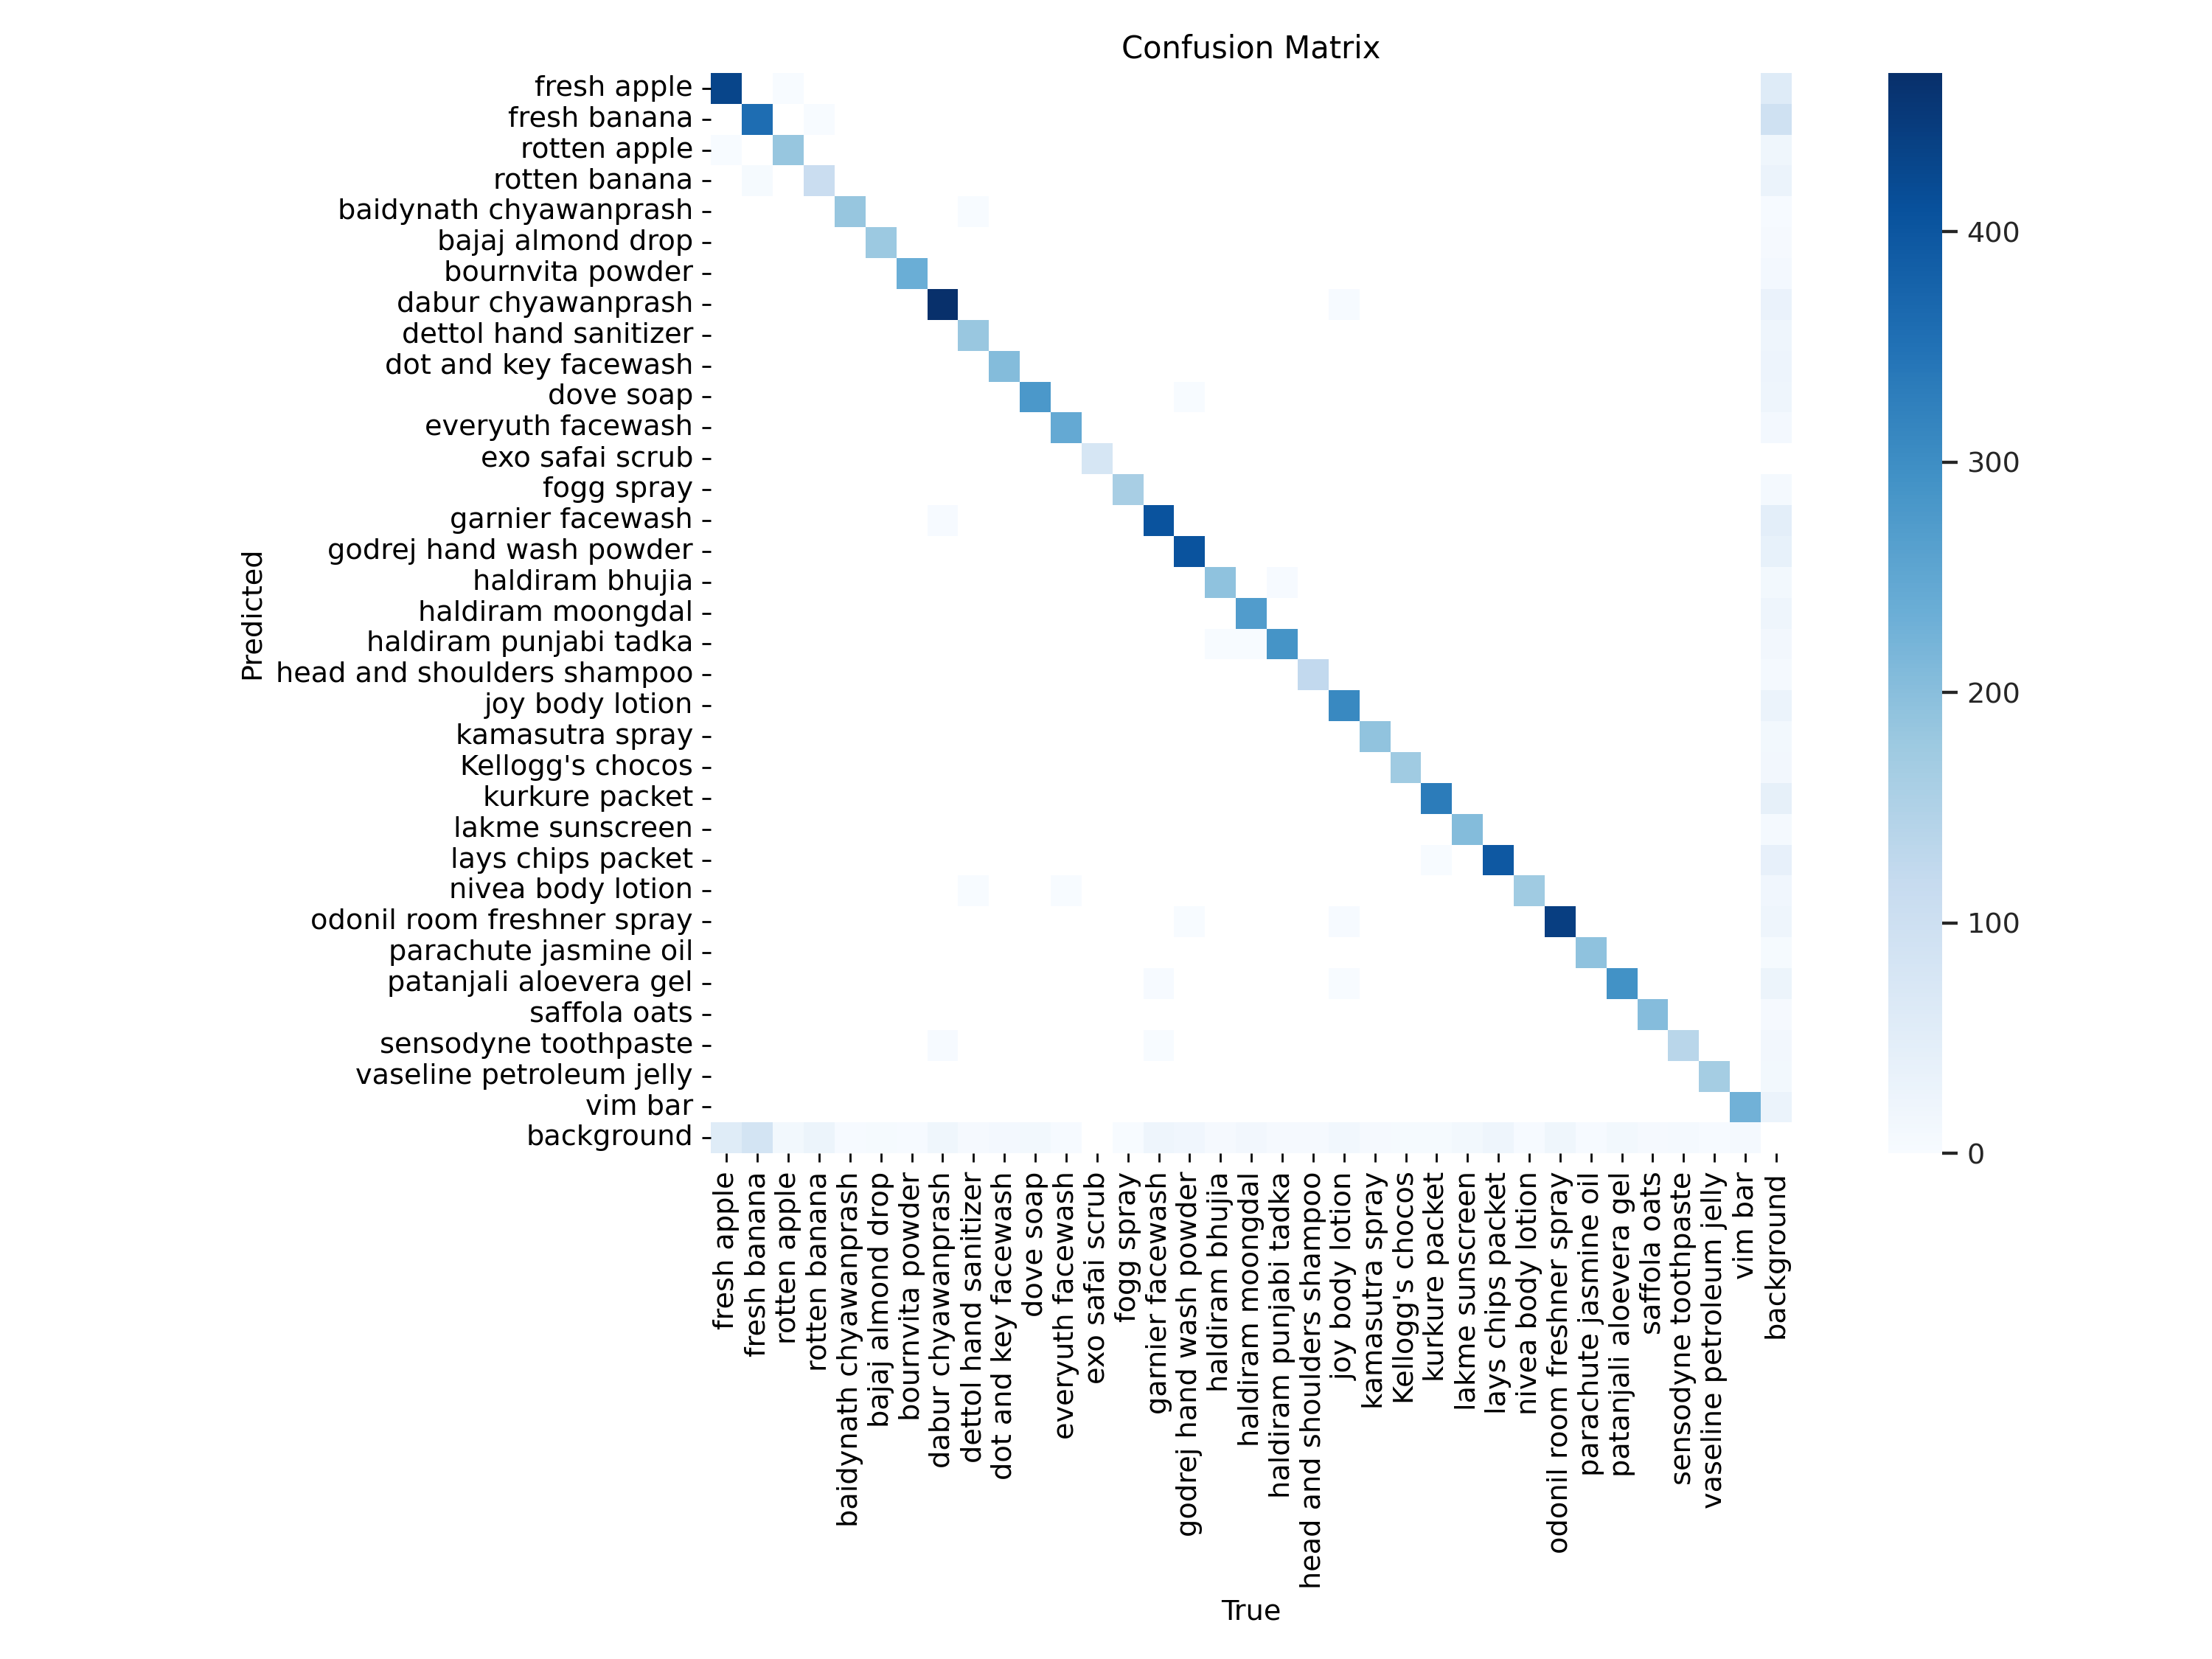 Confusion Matrix
Predicted
fresh apple
fresh banana
rotten apple
rotten banana
baidynath chyawanprash
bajaj almond drop
bournvita powder
dabur chyawanprash
dettol hand sanitizer
dot and key facewash
dove soap
everyuth facewash
exo safai scrub
fogg spray
garnier facewash
godrej hand wash powder
haldiram bhujia
haldiram moongdal
haldiram punjabi tadka
head and shoulders shampoo
joy body lotion
kamasutra spray
Kellogg's chocos
kurkure packet
lakme sunscreen
lays chips packet
nivea body lotion
odonil room freshner spray
parachute jasmine oil
patanjali aloevera gel
saffola oats
sensodyne toothpaste
vaseline petroleum jelly
vim bar
background
fresh apple
fresh banana
rotten apple
rotten banana
baidynath chyawanprash
bajaj almond drop
bournvita powder
dabur chyawanprash
dettol hand sanitizer
dot and key facewash
dove soap
everyuth facewash
exo safai scrub
fogg spray
garnier facewash
godrej hand wash powder
haldiram bhujia
haldiram moongdal
haldiram punjabi tadka
head and shoulders shampoo
joy body lotion
kamasutra spray
Kellogg's chocos
kurkure packet
lakme sunscreen
lays chips packet
nivea body lotion
odonil room freshner spray
parachute jasmine oil
patanjali aloevera gel
saffola oats
sensodyne toothpaste
vaseline petroleum jelly
vim bar
background
True
400
300
200
100
0